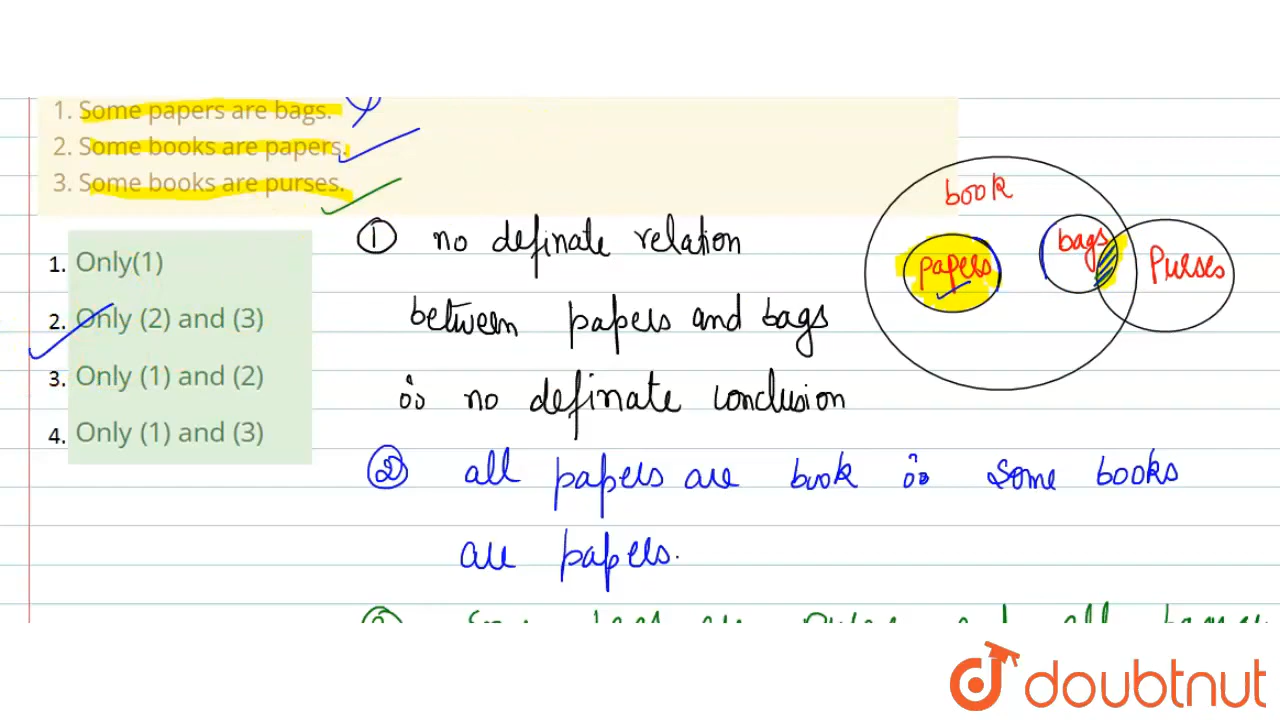 1. Some papers are bags.
2. Some books are papers.
3. Some books are purses.
1. Only(1)
2. Only (2) and (3)
3. Only (1) and (2)
4. Only (1) and (3)
① no definate relation
between papers and bags
∴ no definate conclusion
② all papers are book ∴ some books
are papers.
book
papers
bags
Purses
doubtnut